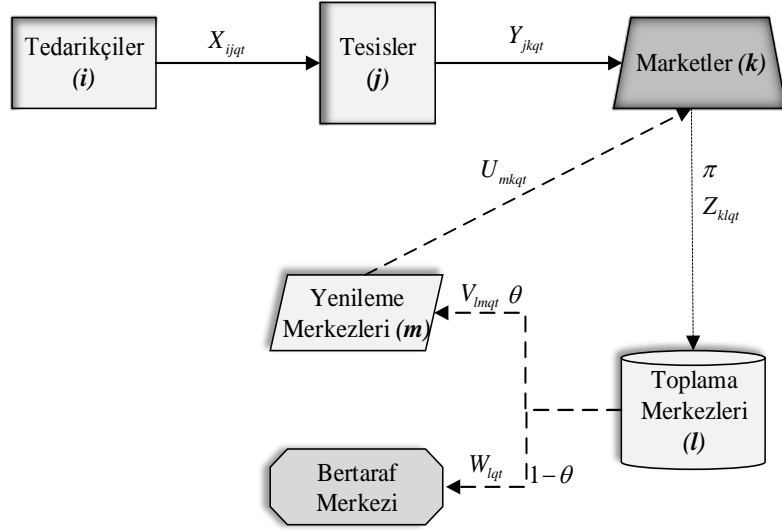 Tedarikçiler
(i)
X_ijqt
Tesisler
(j)
Y_jkqt
Marketler (k)
U_mkqt
π
Z_klqt
Yenileme
Merkezleri (m)
V_lmqt θ
Toplama
Merkezleri
(l)
Bertaraf
Merkezi
W_lqt
1−θ